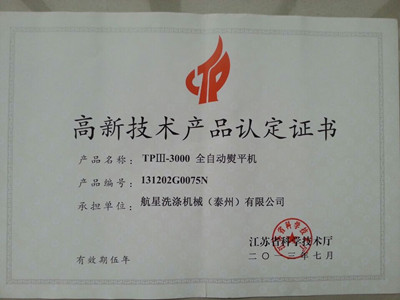 高新技术产品认定证书
产品名称：TPⅢ-3000 全自动熨平机
产品编号：131202G0075N
承担单位：航星洗涤机械（泰州）有限公司
江苏省科学技术厅
二〇一三年七月
有效期伍年